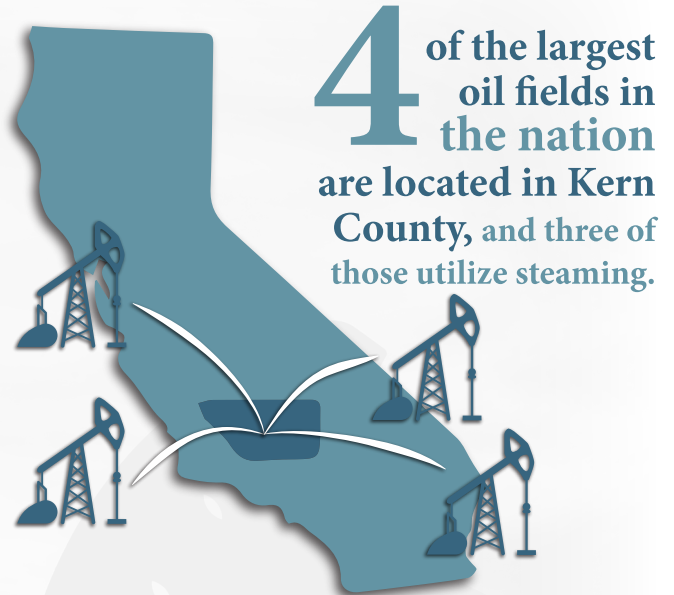 4 of the largest
oil fields in
the nation
are located in Kern
County, and three of
those utilize steaming.